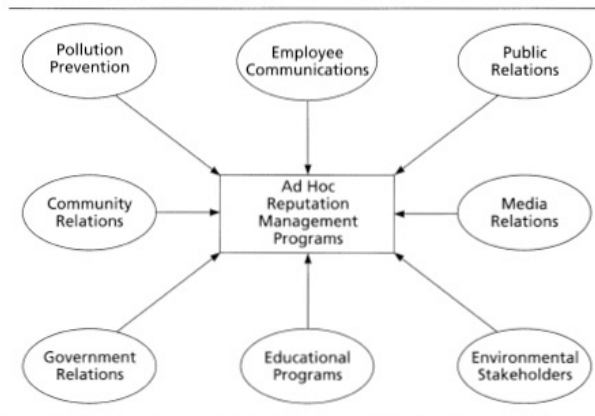 Pollution
Prevention
Employee
Communications
Public
Relations
Community
Relations
Ad Hoc
Reputation
Management
Programs
Media
Relations
Government
Relations
Educational
Programs
Environmental
Stakeholders